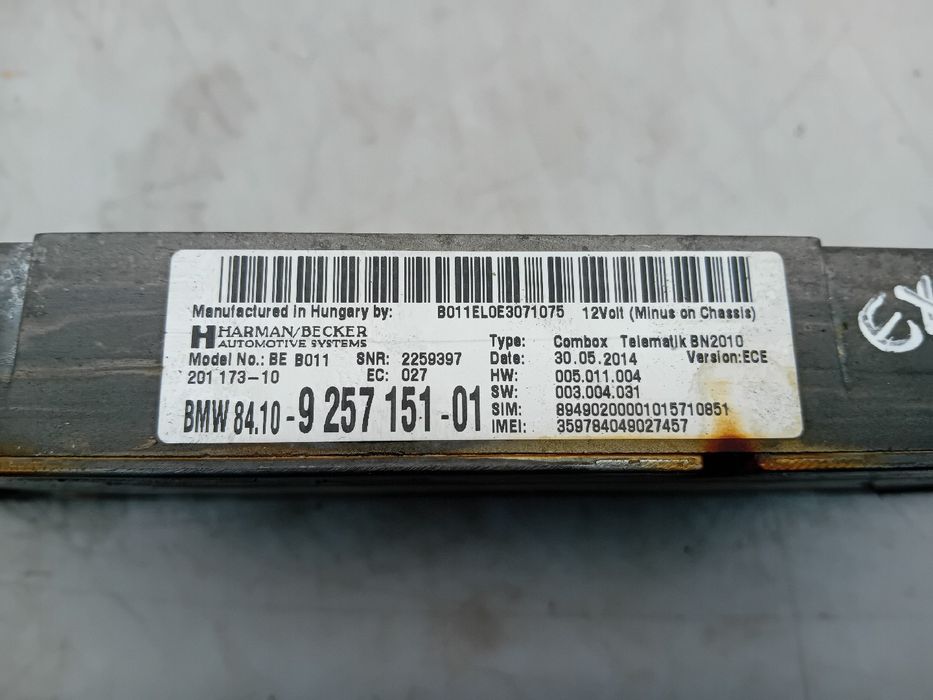 Manufactured in Hungary by: B011EL0E3071075 12Volt (Minus on Chassis)
HARMAN/BECKER
AUTOMOTIVE SYSTEMS
Type: Combox Telematik BN2010
Model No.: BE B011 SNR: 2259397 Date: 30.05.2014 Version:ECE
201 173-10 EC: 027 HW: 005.011.004
SW: 003.004.031
BMW 84.10-9 257 151-01 SIM: 89490200001015710851
IMEI: 359784049027457